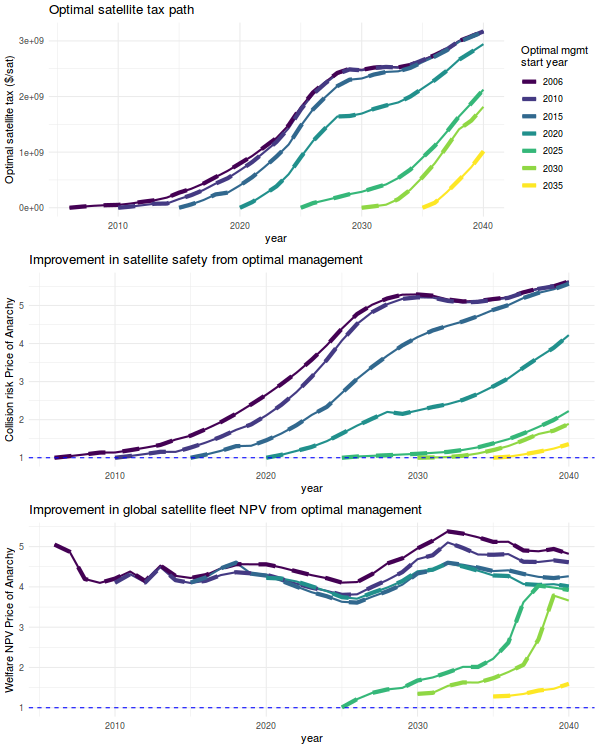 Optimal satellite tax path
Optimal satellite tax ($/sat)
3e+09
2e+09
1e+09
0e+00
2010
2020
2030
2040
year
Optimal mgmt
start year
2006
2010
2015
2020
2025
2030
2035
Improvement in satellite safety from optimal management
Collision risk Price of Anarchy
5
4
3
2
1
2010
2020
2030
2040
year
Improvement in global satellite fleet NPV from optimal management
Welfare NPV Price of Anarchy
5
4
3
2
1
2010
2020
2030
2040
year